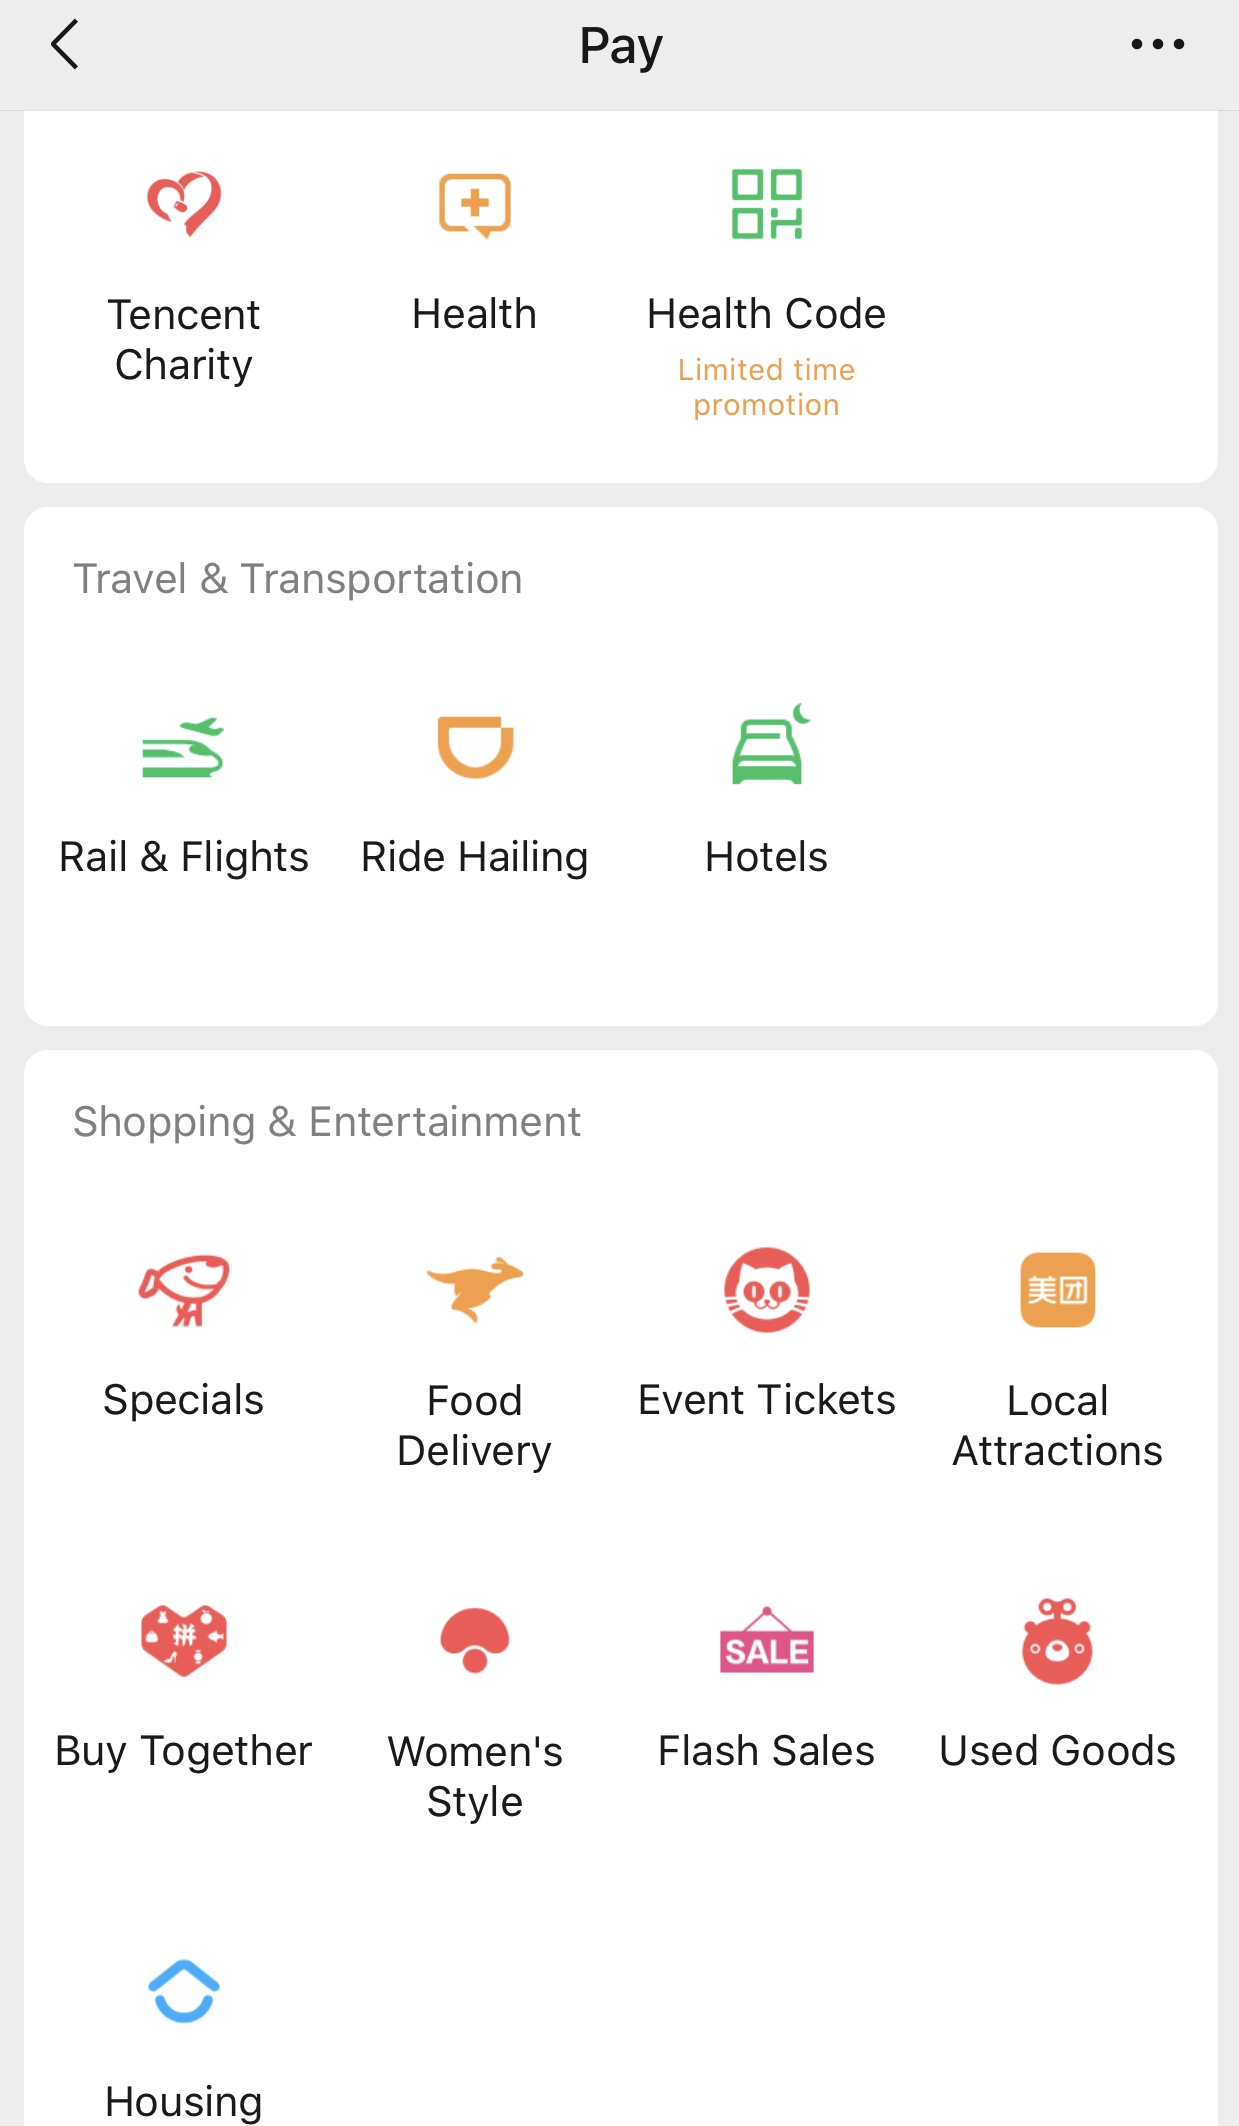 Pay
Tencent
Charity
Health
Health Code
Limited time
promotion
Travel & Transportation
Rail & Flights
Ride Hailing
Hotels
Shopping & Entertainment
美团
Specials
Food
Delivery
Event Tickets
Local
Attractions
拼
SALE
Buy Together
Women's
Style
Flash Sales
Used Goods
Housing